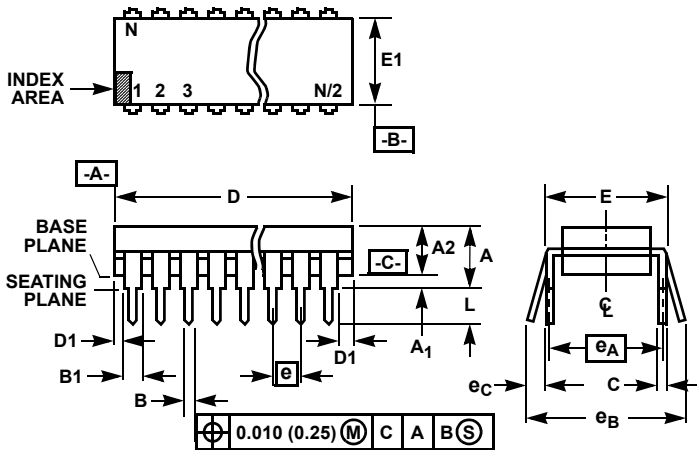 N
E1
INDEX
AREA
1 2 3 N/2
-B-
-A-
D
E
BASE
PLANE
A2 A
-C-
SEATING
PLANE
L
D1
A1
D1
eA
B1
e
eC
C
B
eB
0.010 (0.25) M C A B S